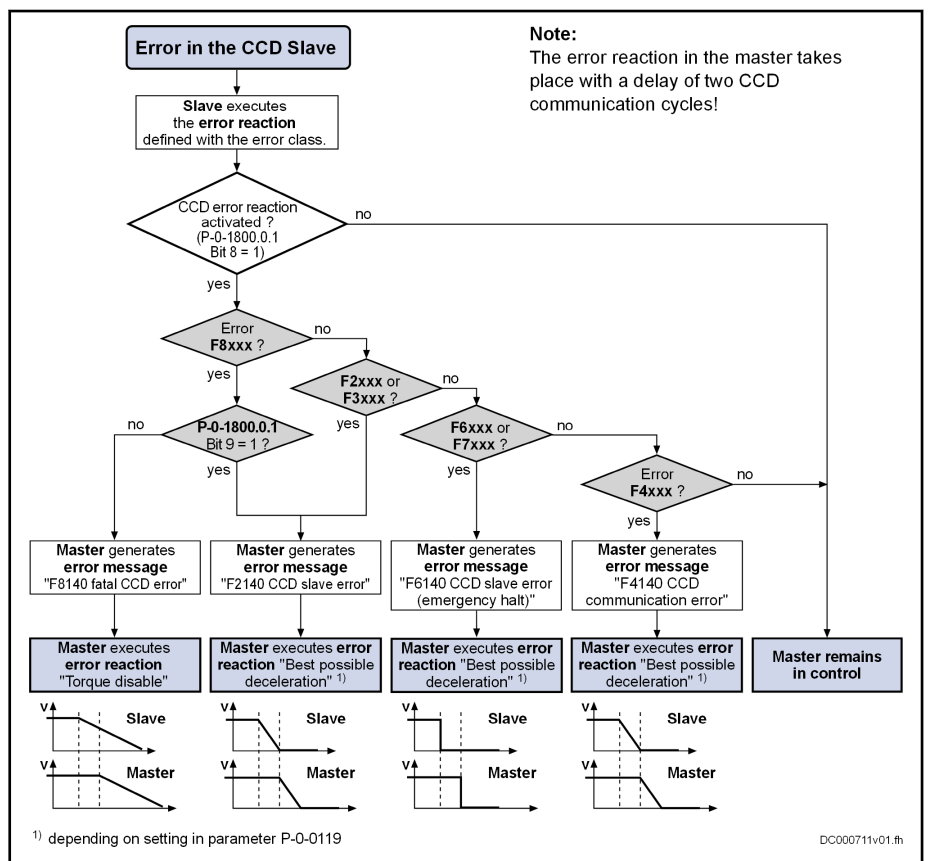 Error in the CCD Slave
Note:
The error reaction in the master takes
place with a delay of two CCD
communication cycles!
Slave executes
the error reaction
defined with the error class.
CCD error reaction
activated ?
(P-0-1800.0.1
Bit 8 = 1)
no
yes
Error
F8xxx ?
no
yes
F2xxx or
F3xxx ?
no
yes
P-0-1800.0.1
Bit 9 = 1 ?
no
yes
F6xxx or
F7xxx ?
no
yes
Error
F4xxx ?
no
yes
Master generates
error message
"F8140 fatal CCD error"
Master generates
error message
"F2140 CCD slave error"
Master generates
error message
"F6140 CCD slave error
(emergency halt)"
Master generates
error message
"F4140 CCD
communication error"
Master executes
error reaction
"Torque disable"
Master executes error
reaction "Best possible
deceleration" 1)
Master executes error
reaction "Best possible
deceleration" 1)
Master executes error
reaction "Best possible
deceleration" 1)
Master remains
in control
V
Slave
V
Master
V
Slave
V
Master
V
Slave
V
Master
V
Slave
V
Master
1) depending on setting in parameter P-0-0119
DC000711v01.fh